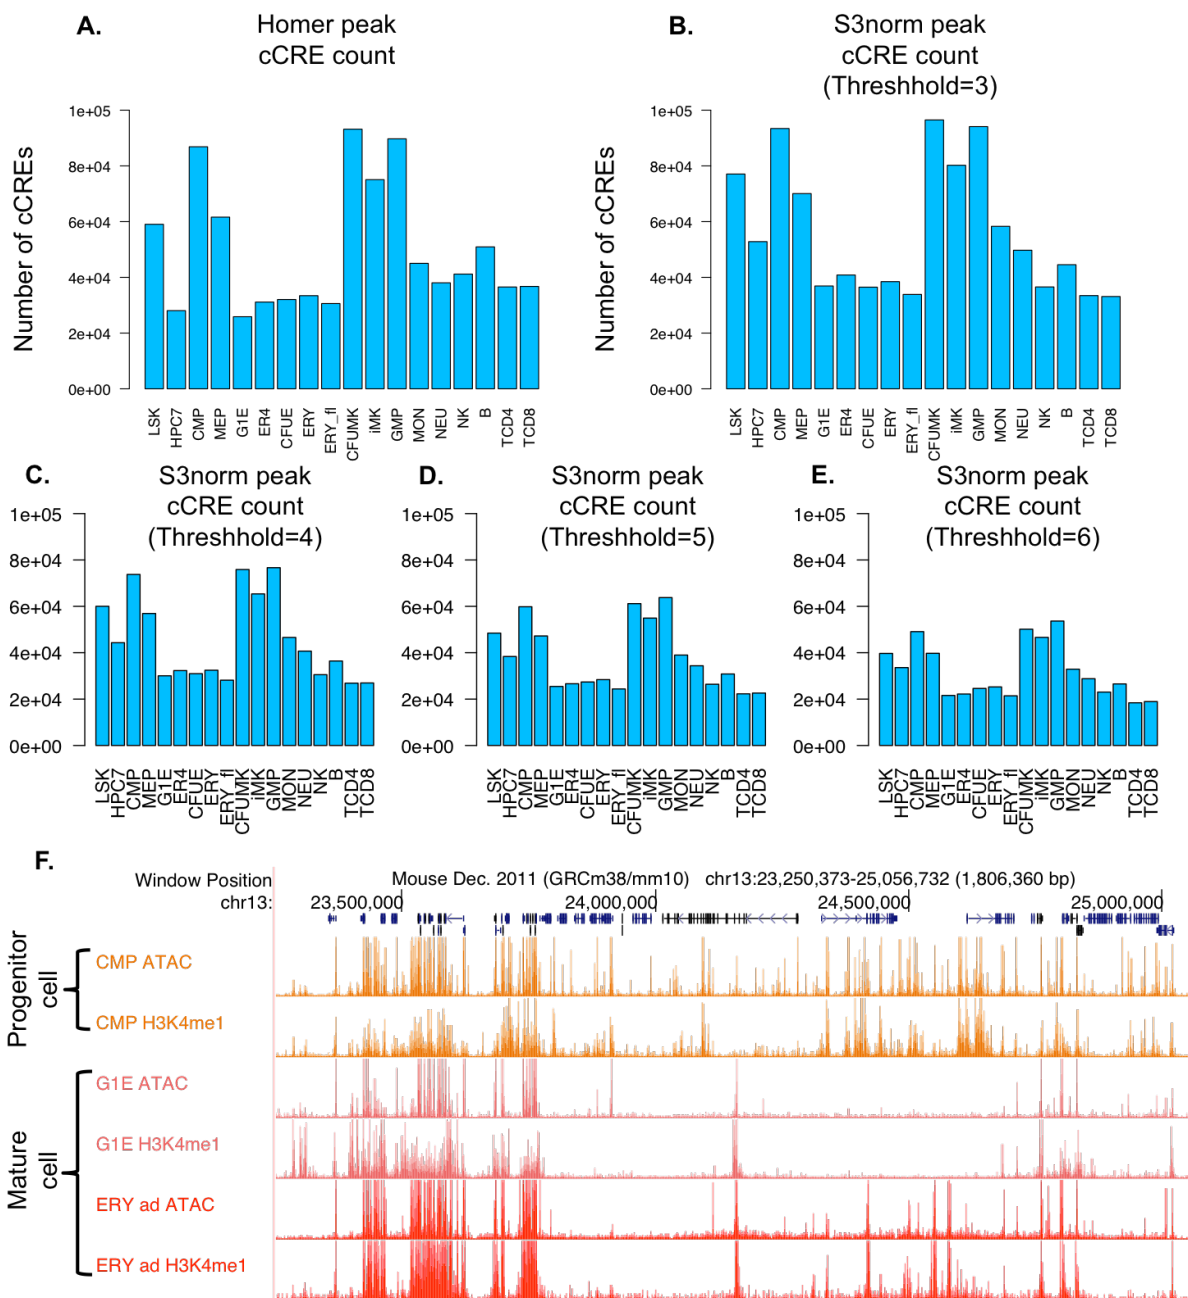 A.
Homer peak
cCRE count
Number of cCREs
1e+05
8e+04
6e+04
4e+04
2e+04
0e+00
LSK
HPC7
CMP
MEP
G1E
ER4
CFUE
ERY
ERY_fl
CFUMK
iMK
GMP
MON
NEU
NK
B
TCD4
TCD8
B.
S3norm peak
cCRE count
(Threshhold=3)
Number of cCREs
1e+05
8e+04
6e+04
4e+04
2e+04
0e+00
LSK
HPC7
CMP
MEP
G1E
ER4
CFUE
ERY
ERY_fl
CFUMK
iMK
GMP
MON
NEU
NK
B
TCD4
TCD8
C.
S3norm peak
cCRE count
(Threshhold=4)
1e+05
8e+04
6e+04
4e+04
2e+04
0e+00
LSK
HPC7
CMP
MEP
G1E
ER4
CFUE
ERY
ERY_fl
CFUMK
iMK
GMP
MON
NEU
NK
B
TCD4
TCD8
D.
S3norm peak
cCRE count
(Threshhold=5)
1e+05
8e+04
6e+04
4e+04
2e+04
0e+00
LSK
HPC7
CMP
MEP
G1E
ER4
CFUE
ERY
ERY_fl
CFUMK
iMK
GMP
MON
NEU
NK
B
TCD4
TCD8
E.
S3norm peak
cCRE count
(Threshhold=6)
1e+05
8e+04
6e+04
4e+04
2e+04
0e+00
LSK
HPC7
CMP
MEP
G1E
ER4
CFUE
ERY
ERY_fl
CFUMK
iMK
GMP
MON
NEU
NK
B
TCD4
TCD8
F.
Window Position Mouse Dec. 2011 (GRCm38/mm10) chr13:23,250,373-25,056,732 (1,806,360 bp)
chr13: 23,500,000 24,000,000 24,500,000 25,000,000
Progenitor
cell
CMP ATAC
CMP H3K4me1
Mature
cell
G1E ATAC
G1E H3K4me1
ERY ad ATAC
ERY ad H3K4me1